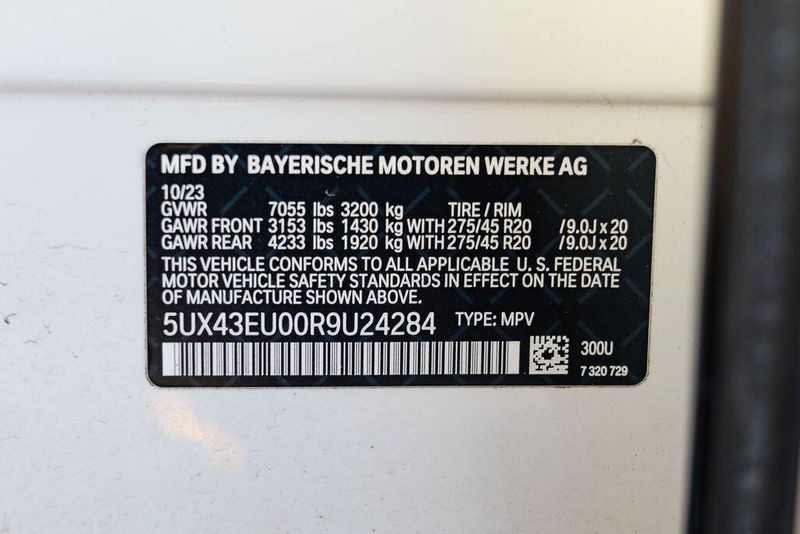 MFD BY BAYERISCHE MOTOREN WERKE AG
10/23
GVWR 7055 lbs 3200 kg TIRE / RIM
GAWR FRONT 3153 lbs 1430 kg WITH 275/45 R20 /9.0J x 20
GAWR REAR 4233 lbs 1920 kg WITH 275/45 R20 /9.0J x 20
THIS VEHICLE CONFORMS TO ALL APPLICABLE U. S. FEDERAL
MOTOR VEHICLE SAFETY STANDARDS IN EFFECT ON THE DATE
OF MANUFACTURE SHOWN ABOVE.
5UX43EU00R9U24284 TYPE: MPV
300U
7 320 729